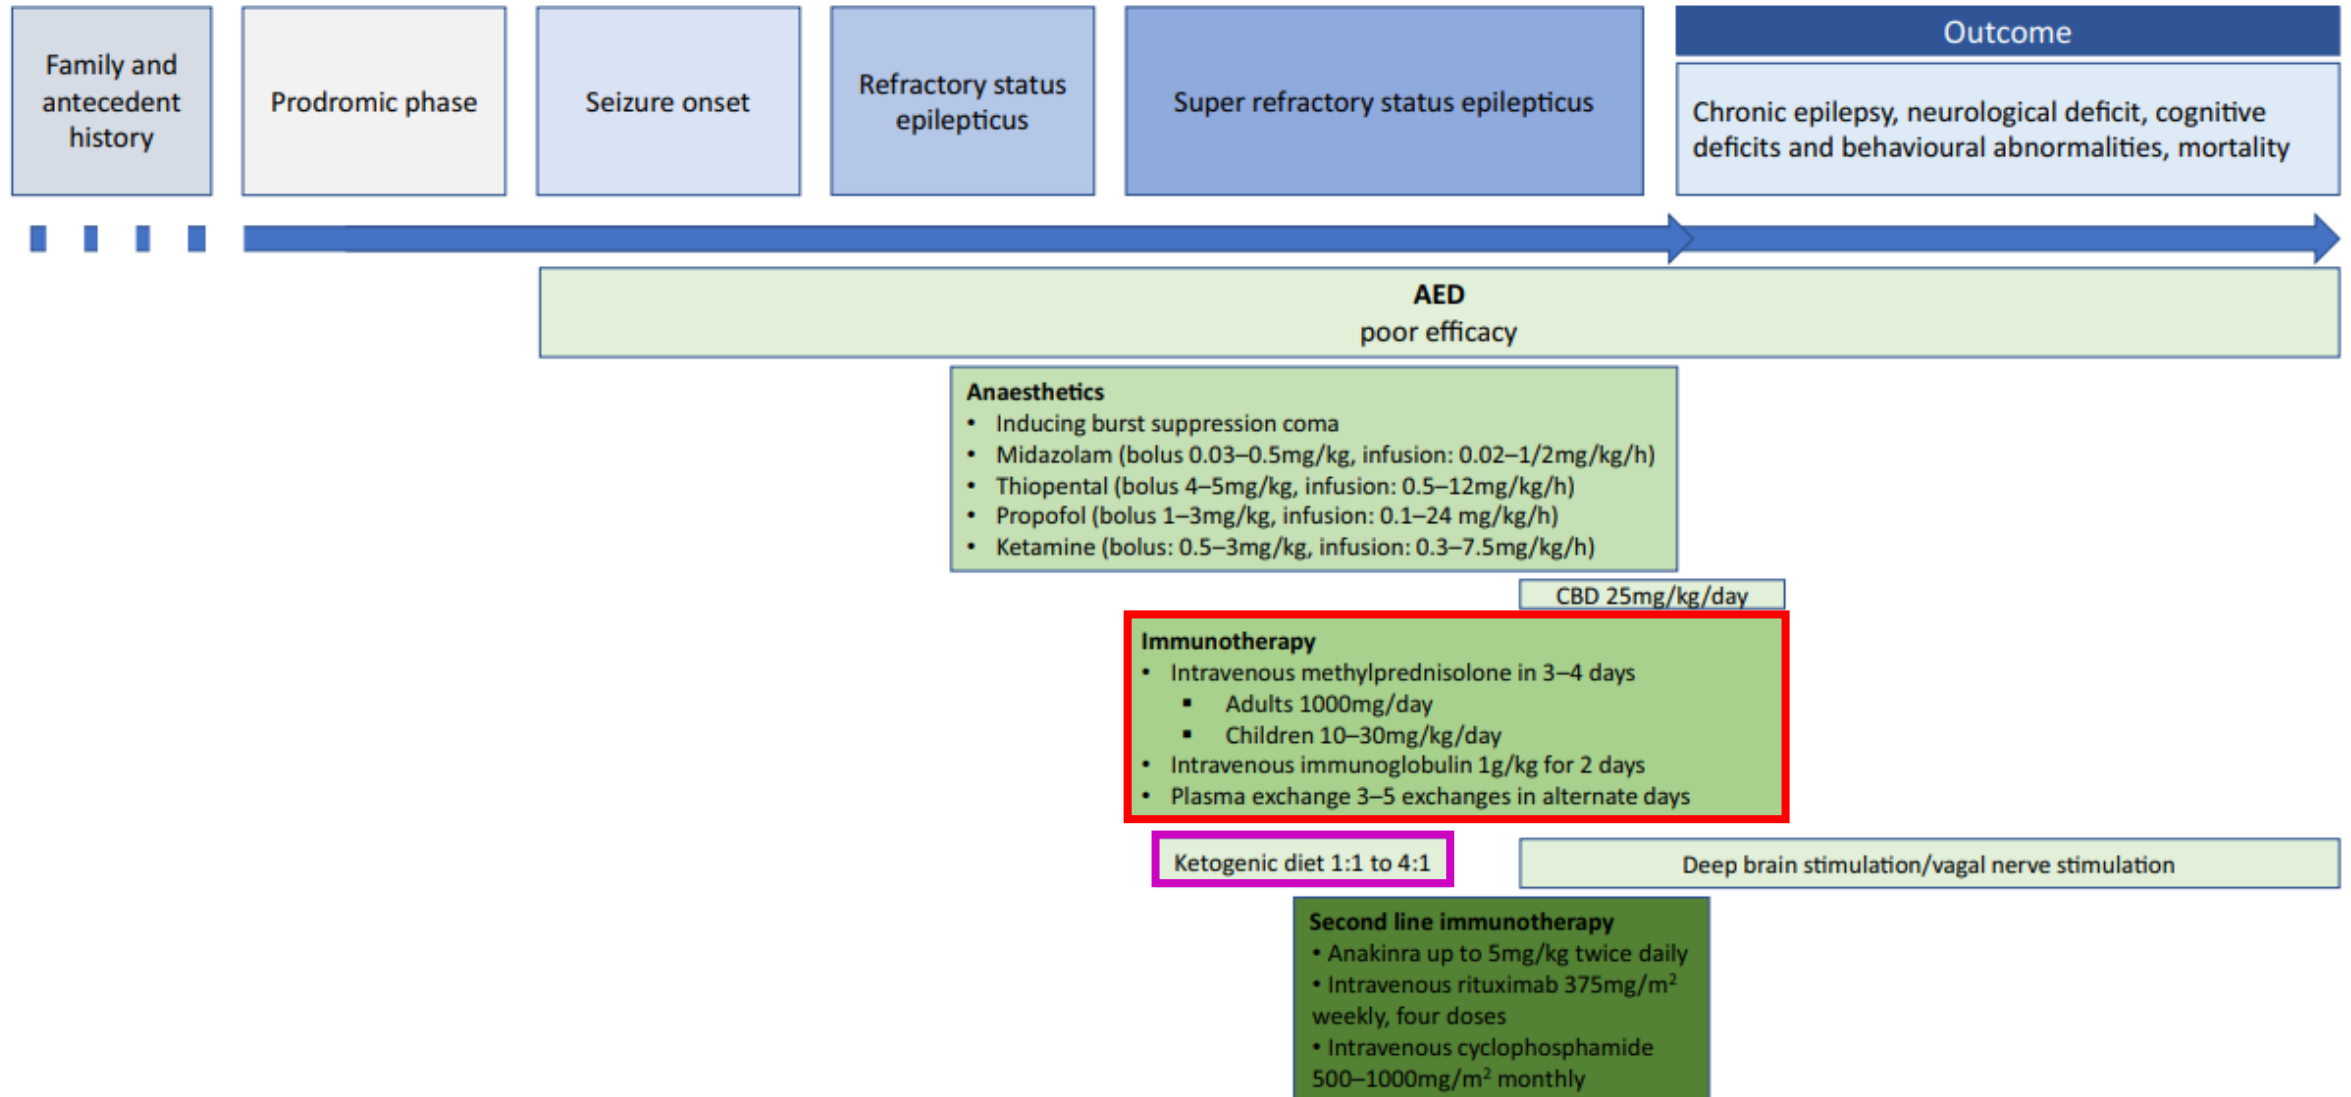 Family and
antecedent
history
Prodromic phase
Seizure onset
Refractory status
epilepticus
Super refractory status epilepticus
Outcome
Chronic epilepsy, neurological deficit, cognitive
deficits and behavioural abnormalities, mortality
AED
poor efficacy
Anaesthetics
• Inducing burst suppression coma
• Midazolam (bolus 0.03–0.5mg/kg, infusion: 0.02–1/2mg/kg/h)
• Thiopental (bolus 4–5mg/kg, infusion: 0.5–12mg/kg/h)
• Propofol (bolus 1–3mg/kg, infusion: 0.1–24 mg/kg/h)
• Ketamine (bolus: 0.5–3mg/kg, infusion: 0.3–7.5mg/kg/h)
CBD 25mg/kg/day
Immunotherapy
• Intravenous methylprednisolone in 3–4 days
▪ Adults 1000mg/day
▪ Children 10–30mg/kg/day
• Intravenous immunoglobulin 1g/kg for 2 days
• Plasma exchange 3–5 exchanges in alternate days
Ketogenic diet 1:1 to 4:1
Deep brain stimulation/vagal nerve stimulation
Second line immunotherapy
• Anakinra up to 5mg/kg twice daily
• Intravenous rituximab 375mg/m²
weekly, four doses
• Intravenous cyclophosphamide
500–1000mg/m² monthly